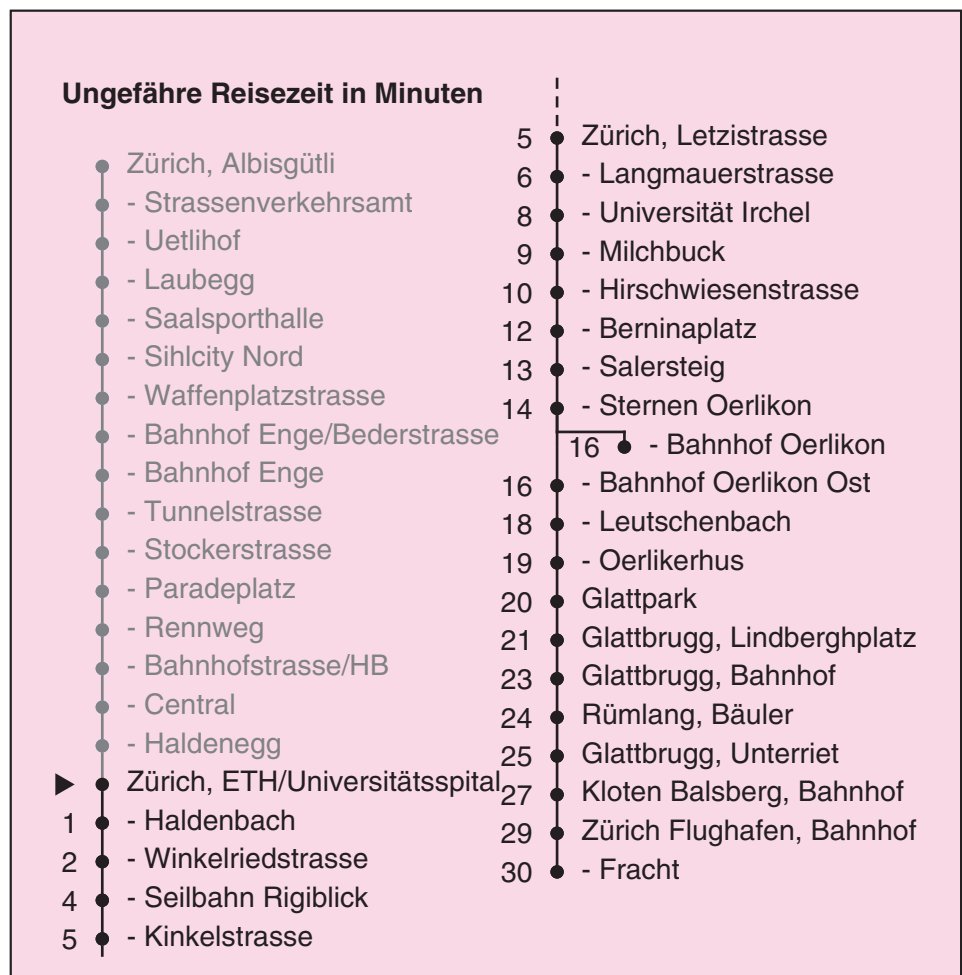 Ungefähre Reisezeit in Minuten
Zürich, Albisgütli
- Strassenverkehrsamt
- Uetlihof
- Laubegg
- Saalsporthalle
- Sihlcity Nord
- Waffenplatzstrasse
- Bahnhof Enge/Bederstrasse
- Bahnhof Enge
- Tunnelstrasse
- Stockerstrasse
- Paradeplatz
- Rennweg
- Bahnhofstrasse/HB
- Central
- Haldenegg
Zürich, ETH/Universitätsspital
1 - Haldenbach
2 - Winkelriedstrasse
4 - Seilbahn Rigiblick
5 - Kinkelstrasse
5 Zürich, Letzistrasse
6 - Langmauerstrasse
8 - Universität Irchel
9 - Milchbuck
10 - Hirschwiesenstrasse
12 - Berninaplatz
13 - Salersteig
14 - Sternen Oerlikon
16 - Bahnhof Oerlikon
16 - Bahnhof Oerlikon Ost
18 - Leutschenbach
19 - Oerlikerhus
20 Glattpark
21 Glattbrugg, Lindberghplatz
23 Glattbrugg, Bahnhof
24 Rümlang, Bäuler
25 Glattbrugg, Unterriet
27 Kloten Balsberg, Bahnhof
29 Zürich Flughafen, Bahnhof
30 - Fracht